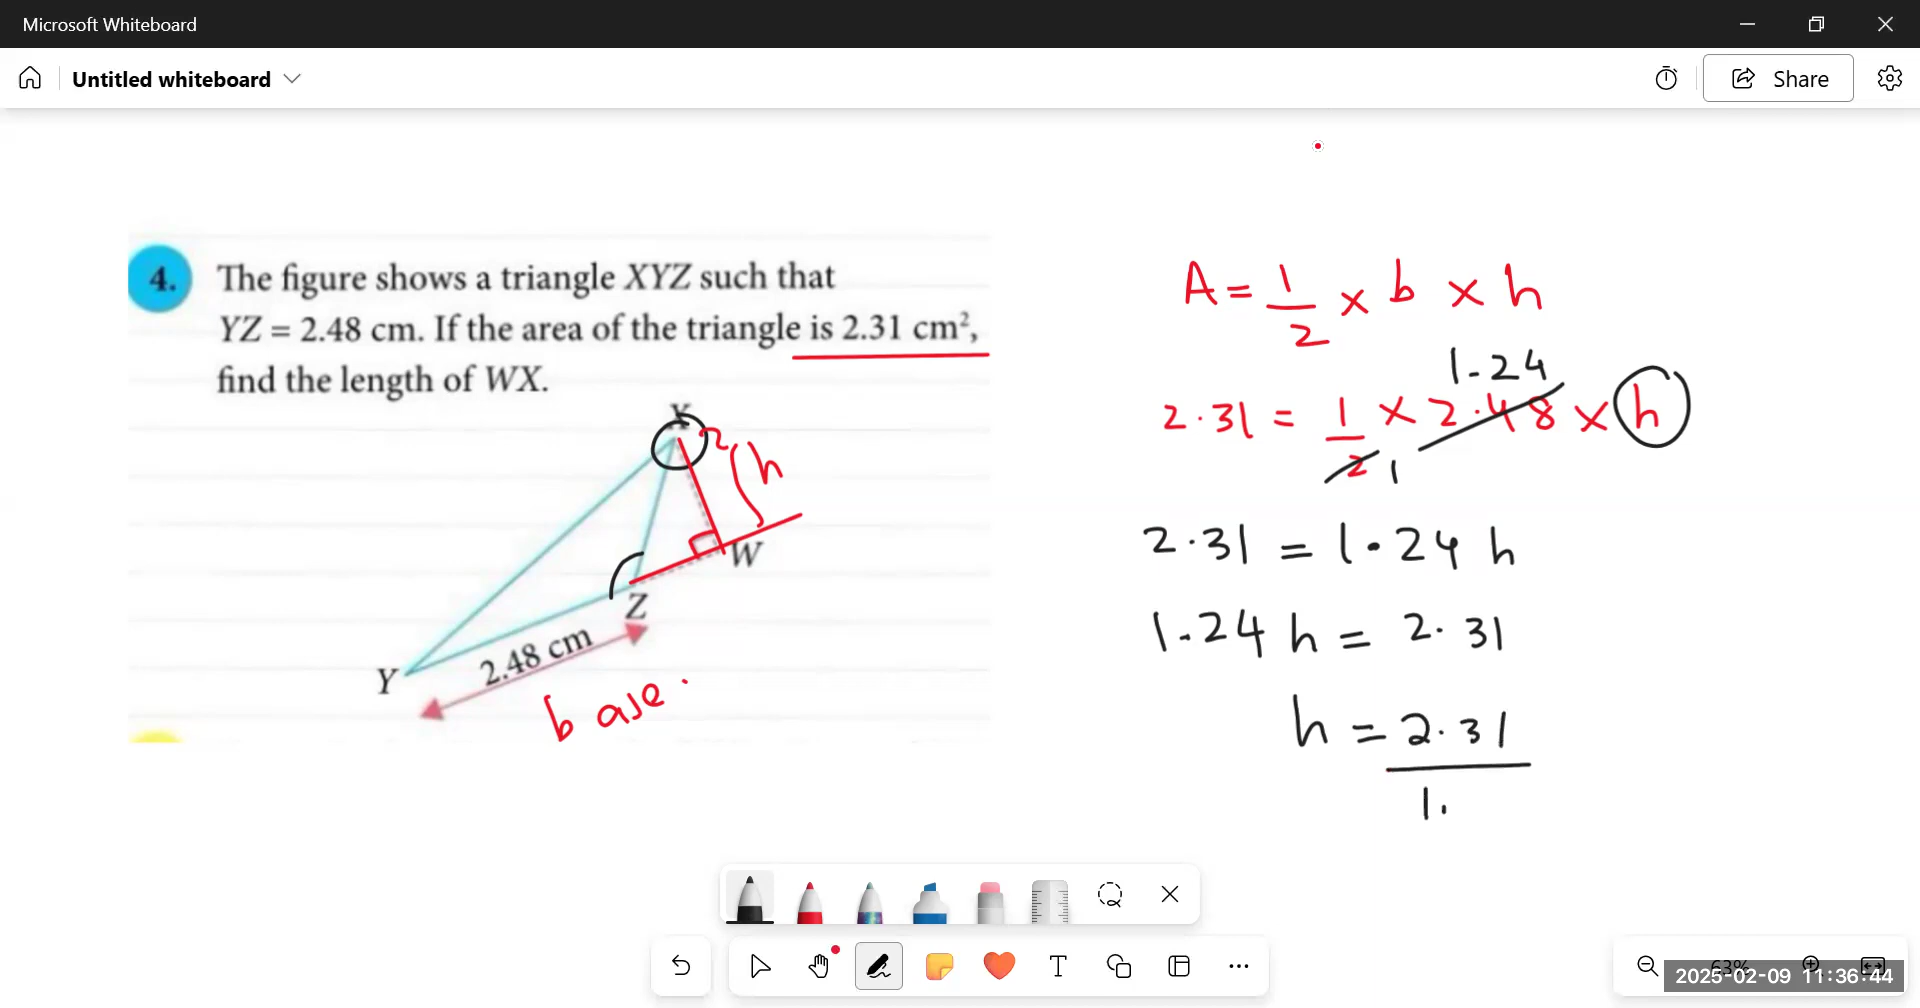 Microsoft Whiteboard
Untitled whiteboard
Share
4. The figure shows a triangle XYZ such that
YZ = 2.48 cm. If the area of the triangle is 2.31 cm²,
find the length of WX.
X
h
W
Z
Y
2.48 cm
base.
A = 1/2 × b × h
1.24
2.31 = 1/2 × 2.48 × h
1
2.31 = 1.24 h
1.24 h = 2.31
h = 2.31
1.
T
63%
2025-02-09 11:36:44